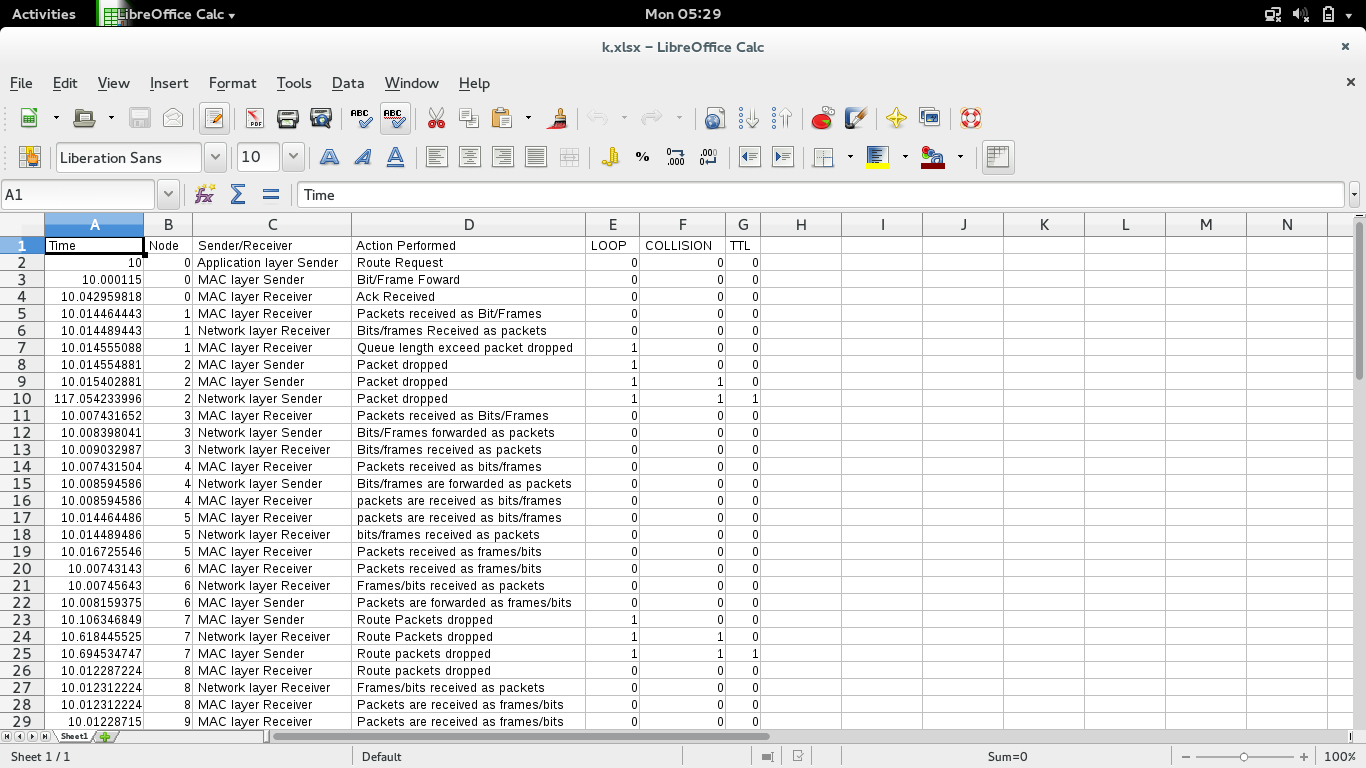 Activities LibreOffice Calc Mon 05:29
k.xlsx - LibreOffice Calc
File Edit View Insert Format Tools Data Window Help
Liberation Sans 10
A1 Time
A B C D E F G H I J K L M N
1 Time Node Sender/Receiver Action Performed LOOP COLLISION TTL
2 10 0 Application layer Sender Route Request 0 0 0
3 10.000115 0 MAC layer Sender Bit/Frame Foward 0 0 0
4 10.042959818 0 MAC layer Receiver Ack Received 0 0 0
5 10.014464443 1 MAC layer Receiver Packets received as Bit/Frames 0 0 0
6 10.014489443 1 Network layer Receiver Bits/frames Received as packets 0 0 0
7 10.014555088 1 MAC layer Receiver Queue length exceed packet dropped 1 0 0
8 10.014554881 2 MAC layer Sender Packet dropped 1 0 0
9 10.015402881 2 MAC layer Sender Packet dropped 1 1 0
10 117.054233996 2 Network layer Sender Packet dropped 1 1 1
11 10.007431652 3 MAC layer Receiver Packets received as Bits/Frames 0 0 0
12 10.008398041 3 Network layer Sender Bits/Frames forwarded as packets 0 0 0
13 10.009032987 3 Network layer Receiver Bits/frames received as packets 0 0 0
14 10.007431504 4 MAC layer Receiver Packets received as bits/frames 0 0 0
15 10.008594586 4 Network layer Sender Bits/frames are forwarded as packets 0 0 0
16 10.008594586 4 MAC layer Receiver packets are received as bits/frames 0 0 0
17 10.014464486 5 MAC layer Receiver packets are received as bits/frames 0 0 0
18 10.014489486 5 Network layer Receiver bits/frames received as packets 0 0 0
19 10.016725546 5 MAC layer Receiver Packets received as frames/bits 0 0 0
20 10.00743143 6 MAC layer Receiver Packets received as frames/bits 0 0 0
21 10.00745643 6 Network layer Receiver Frames/bits received as packets 0 0 0
22 10.008159375 6 MAC layer Sender Packets are forwarded as frames/bits 0 0 0
23 10.106346849 7 MAC layer Sender Route Packets dropped 1 0 0
24 10.618445525 7 Network layer Receiver Route Packets dropped 1 1 0
25 10.694534747 7 MAC layer Sender Route packets dropped 1 1 1
26 10.012287224 8 MAC layer Receiver Route packets dropped 0 0 0
27 10.012312224 8 Network layer Receiver Frames/bits received as packets 0 0 0
28 10.012312224 8 MAC layer Receiver Packets are received as frames/bits 0 0 0
29 10.01228715 9 MAC layer Receiver Packets are received as frames/bits 0 0 0
Sheet1
Sheet 1 / 1 Default Sum=0 100%